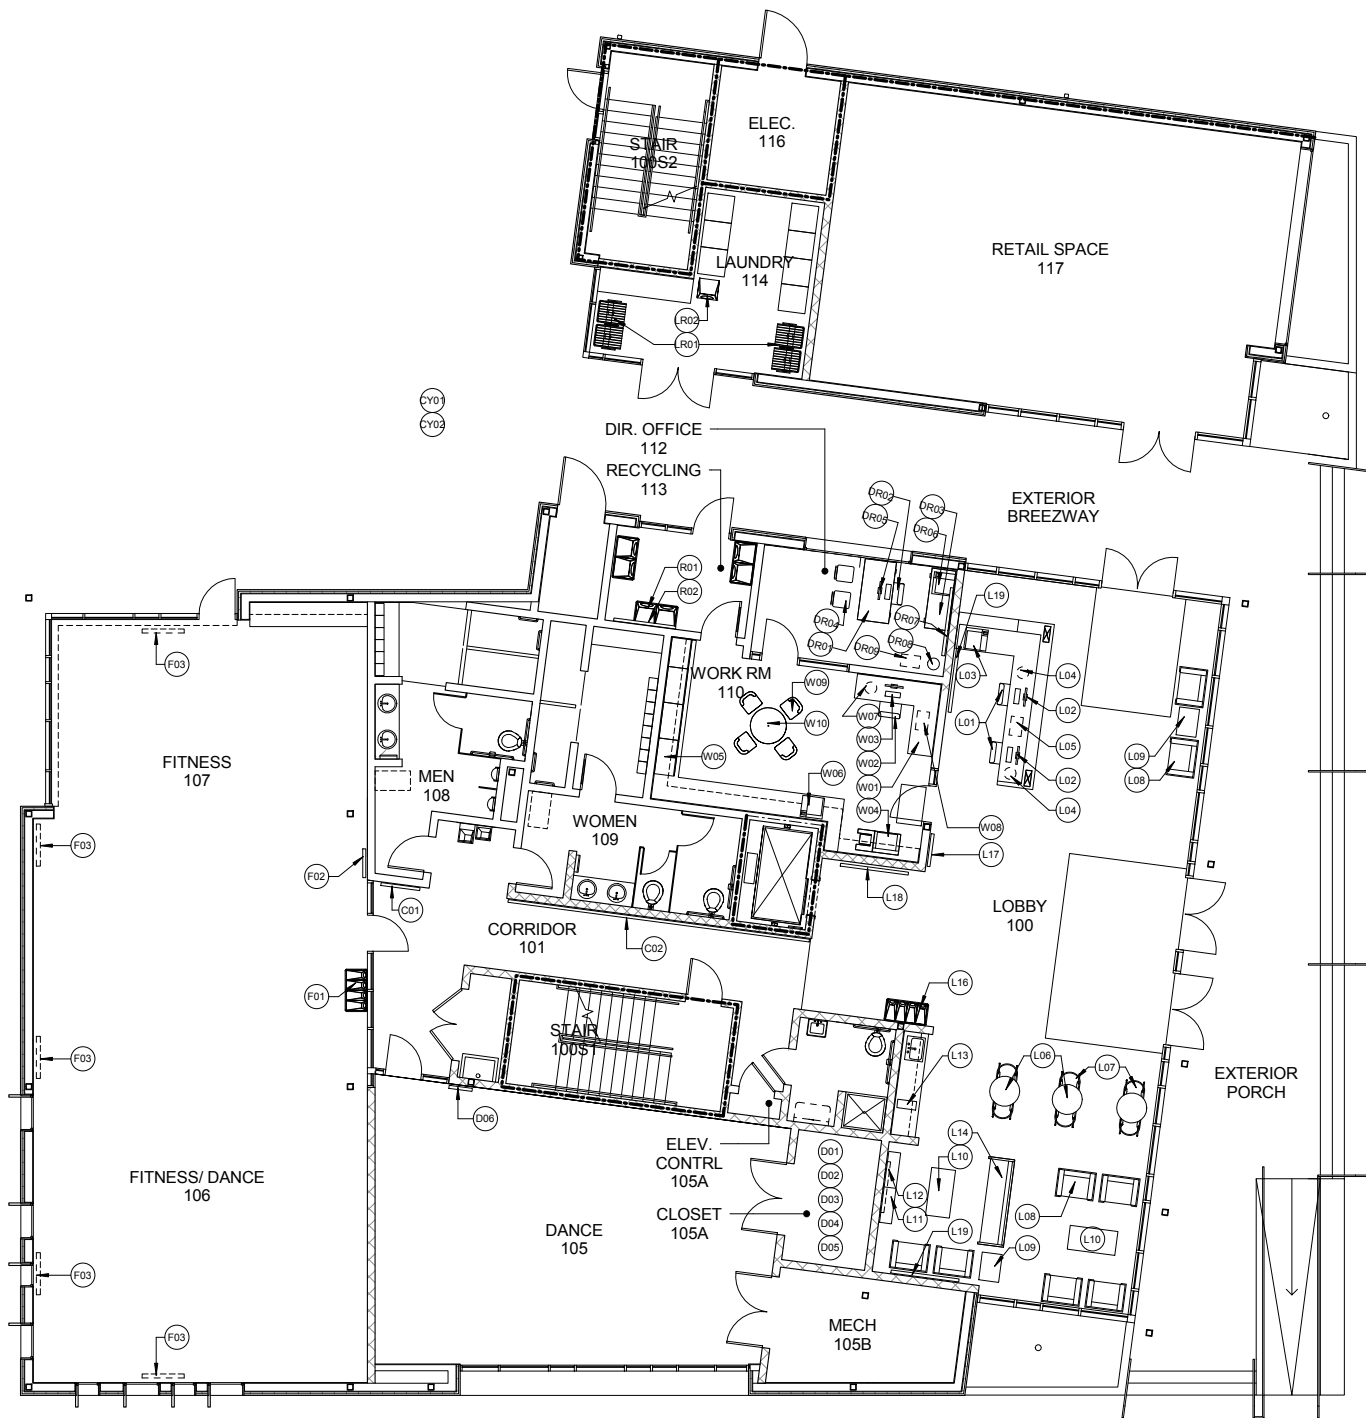 ELEC.
116
STAIR
100S2
LAUNDRY
114
RETAIL SPACE
117
LR02
LR01
CY01
CY02
DIR. OFFICE
112
RECYCLING
113
DR02
DR05
DR03
DR06
EXTERIOR
BREEZWAY
R01
R02
DR04
DR01
DR07
DR08
DR09
L19
L03
L04
L02
L01
L05
L02
L04
L09
L08
F03
WORK RM
110
W09
W10
W07
W03
W02
W01
W04
W05
W06
W08
FITNESS
107
MEN
108
WOMEN
109
F03
F02
C01
L17
L18
LOBBY
100
CORRIDOR
101
C02
F01
L16
STAIR
100S1
L13
L06
L07
EXTERIOR
PORCH
F03
D06
ELEV.
CONTRL
105A
D01
D02
D03
D04
D05
L14
L10
L12
L11
FITNESS/ DANCE
106
DANCE
105
CLOSET
105A
L08
L19
L09
L10
F03
F03
MECH
105B